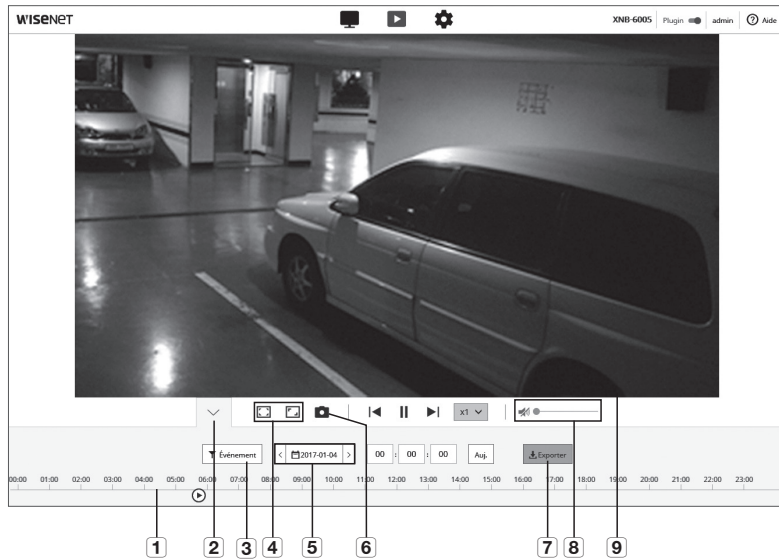 WISENET
XNB-6005 Plugin admin ? Aide
x1
Événement < 2017-01-04 > 00 : 00 : 00 Auj. Exporter
00:00 01:00 02:00 03:00 04:00 05:00 06:00 07:00 08:00 09:00 10:00 11:00 12:00 13:00 14:00 15:00 16:00 17:00 18:00 19:00 20:00 21:00 22:00 23:00
1 2 3 4 5 6 7 8 9